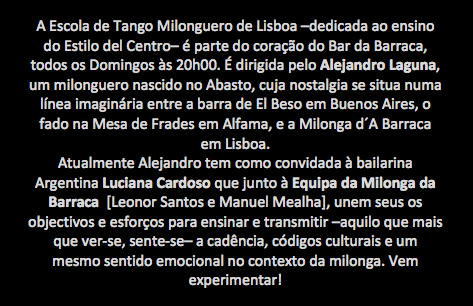 A Escola de Tango Milonguero de Lisboa –dedicada ao ensino
do Estilo del Centro– é parte do coração do Bar da Barraca,
todos os Domingos às 20h00. É dirigida pelo Alejandro Laguna,
um milonguero nascido no Abasto, cuja nostalgia se situa numa
línea imaginária entre a barra de El Beso em Buenos Aires, o
fado na Mesa de Frades em Alfama, e a Milonga d´A Barraca
em Lisboa.
Atualmente Alejandro tem como convidada à bailarina
Argentina Luciana Cardoso que junto à Equipa da Milonga da
Barraca [Leonor Santos e Manuel Mealha], unem seus os
objectivos e esforços para ensinar e transmitir –aquilo que mais
que ver-se, sente-se– a cadência, códigos culturais e um
mesmo sentido emocional no contexto da milonga. Vem
experimentar!